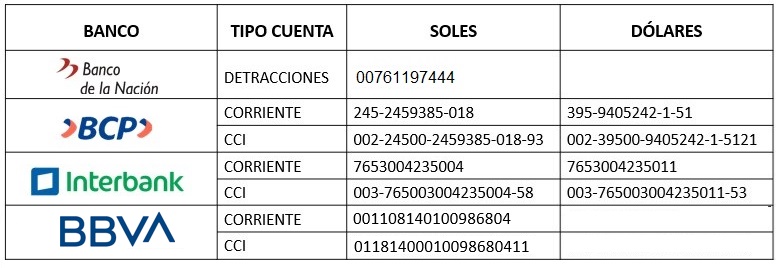 BANCO TIPO CUENTA SOLES DÓLARES
Banco de la Nación DETRACCIONES 00761197444
BCP CORRIENTE 245-2459385-018 395-9405242-1-51
CCI 002-24500-2459385-018-93 002-39500-9405242-1-5121
Interbank CORRIENTE 7653004235004 7653004235011
CCI 003-765003004235004-58 003-765003004235011-53
BBVA CORRIENTE 001108140100986804
CCI 01181400010098680411